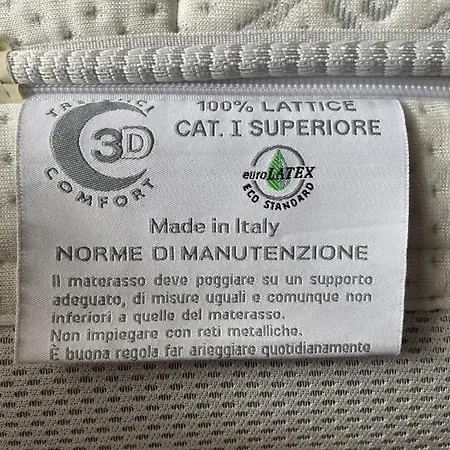 TRASPIRANTI
3D
COMFORT
100% LATTICE
CAT. I SUPERIORE
euroLATEX
ECO STANDARD
Made in Italy
NORME DI MANUTENZIONE
Il materasso deve poggiare su un supporto
adeguato, di misure uguali e comunque non
inferiori a quelle del materasso.
Non impiegare con reti metalliche.
È buona regola far arieggiare quotidianamente